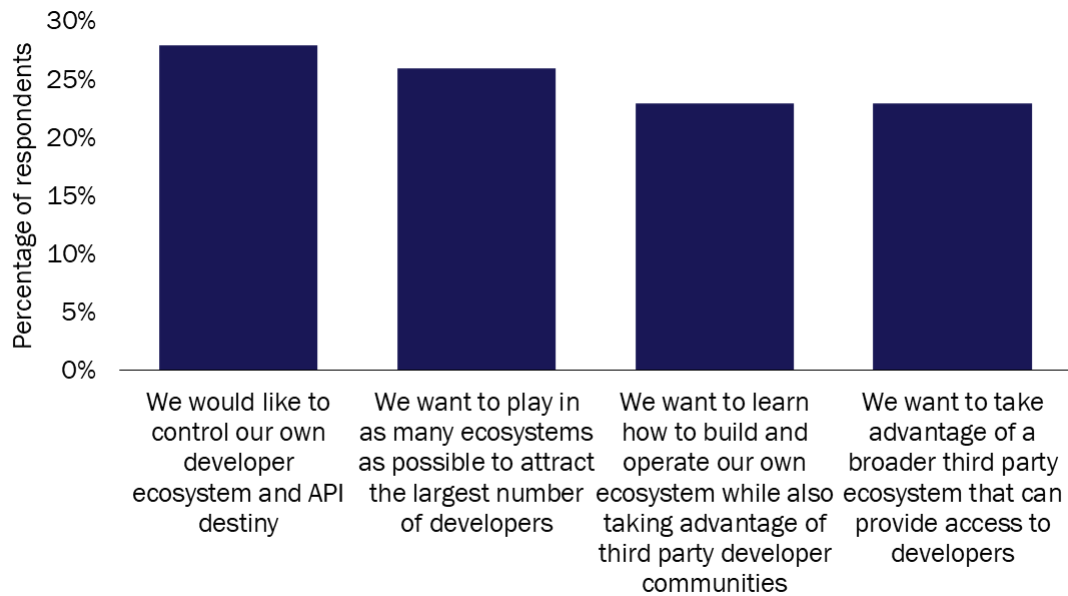 30%
25%
20%
15%
10%
5%
0%
Percentage of respondents
We would like to
control our own
developer
ecosystem and API
destiny
We want to play in
as many ecosystems
as possible to attract
the largest number
of developers
We want to learn
how to build and
operate our own
ecosystem while also
taking advantage of
third party developer
communities
We want to take
advantage of a
broader third party
ecosystem that can
provide access to
developers